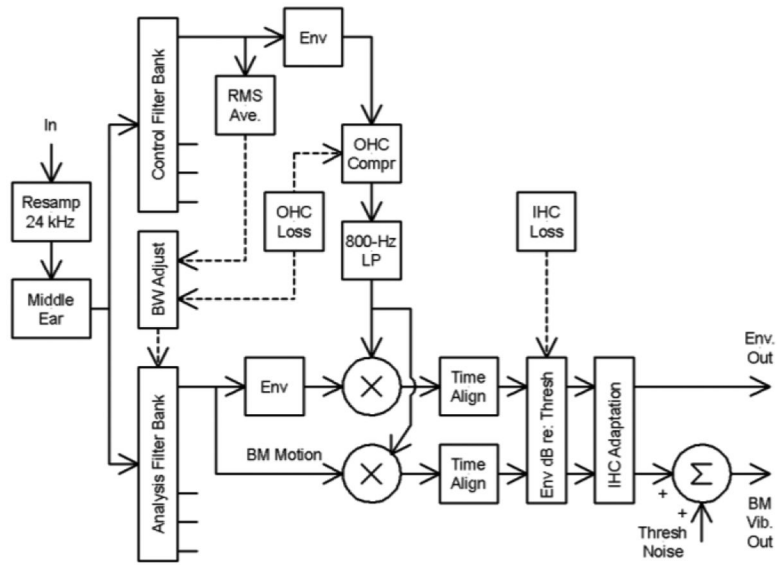 In
Resamp
24 kHz
Middle
Ear
Control Filter Bank
BW Adjust
Analysis Filter Bank
Env
RMS
Ave.
OHC
Compr
OHC
Loss
800-Hz
LP
IHC
Loss
Env
×
Time
Align
BM Motion
×
Time
Align
Env dB re: Thresh
IHC Adaptation
Env.
Out
Σ
+
+
Thresh
Noise
BM
Vib.
Out